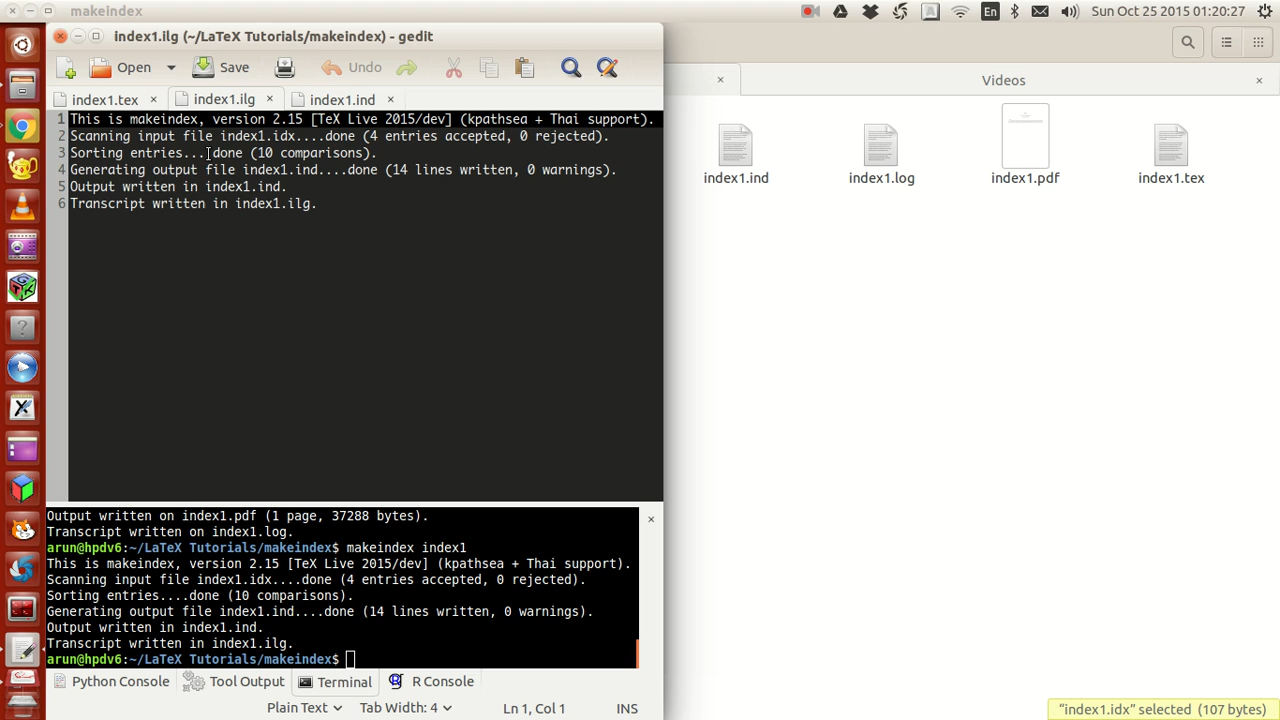 makeindex
En
Sun Oct 25 2015 01:20:27
index1.ilg (~/LaTeX Tutorials/makeindex) - gedit
Open
Save
Undo
index1.tex ×
index1.ilg ×
index1.ind ×
× Videos ×
1 This is makeindex, version 2.15 [TeX Live 2015/dev] (kpathsea + Thai support).
2 Scanning input file index1.idx....done (4 entries accepted, 0 rejected).
3 Sorting entries....done (10 comparisons).
4 Generating output file index1.ind....done (14 lines written, 0 warnings).
5 Output written in index1.ind.
6 Transcript written in index1.ilg.
index1.ind
index1.log
index1.pdf
index1.tex
Output written on index1.pdf (1 page, 37288 bytes).
Transcript written on index1.log.
arun@hpdv6:~/LaTeX Tutorials/makeindex$ makeindex index1
This is makeindex, version 2.15 [TeX Live 2015/dev] (kpathsea + Thai support).
Scanning input file index1.idx....done (4 entries accepted, 0 rejected).
Sorting entries....done (10 comparisons).
Generating output file index1.ind....done (14 lines written, 0 warnings).
Output written in index1.ind.
Transcript written in index1.ilg.
arun@hpdv6:~/LaTeX Tutorials/makeindex$
Python Console
Tool Output
Terminal
R Console
Plain Text
Tab Width: 4
Ln 1, Col 1
INS
"index1.idx" selected (107 bytes)